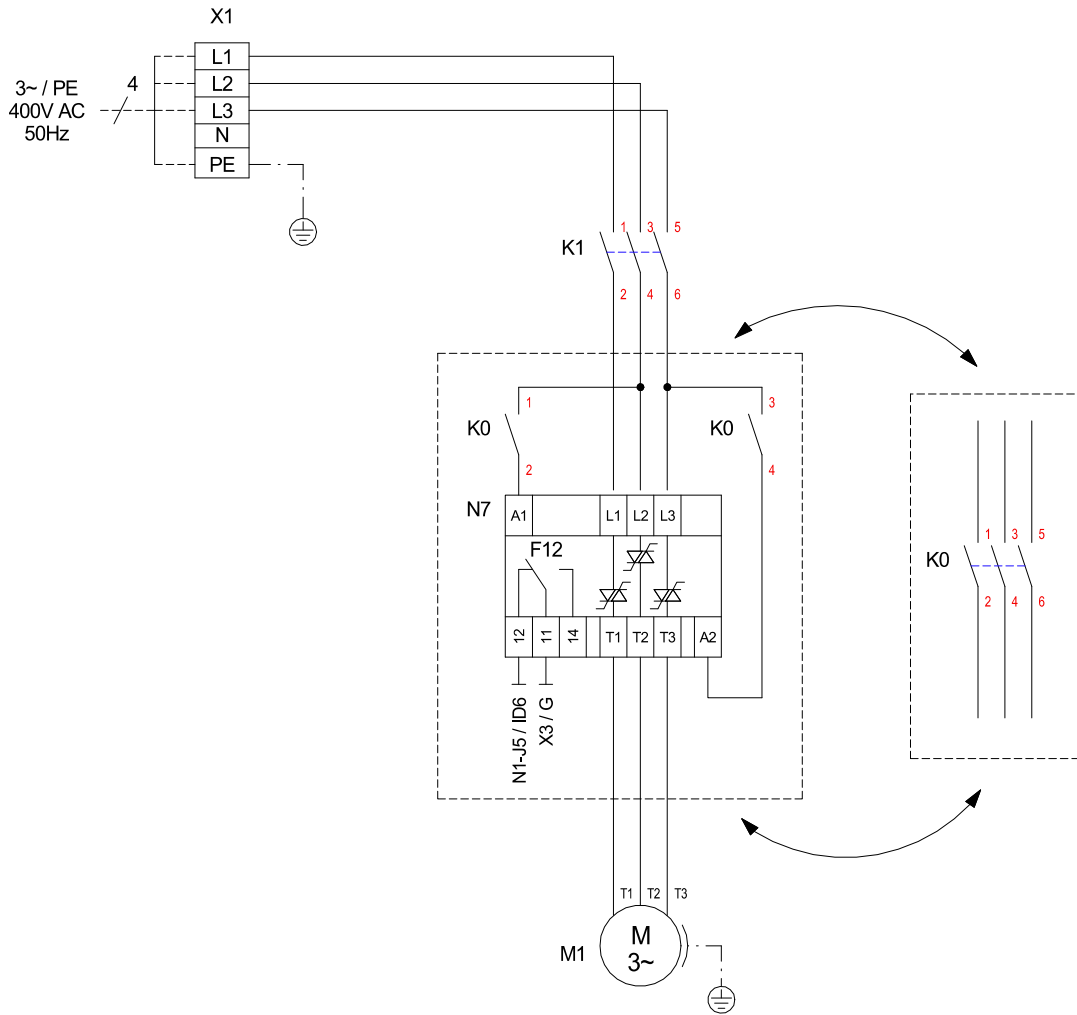 X1
L1
L2
L3
N
PE
3~ / PE
400V AC
50Hz
4
K1
1 3 5
2 4 6
K0
1
2
K0
3
4
N7
A1 L1 L2 L3
F12
12 11 14 T1 T2 T3 A2
N1-J5 / ID6
X3 / G
K0
1 3 5
2 4 6
T1 T2 T3
M1
M
3~